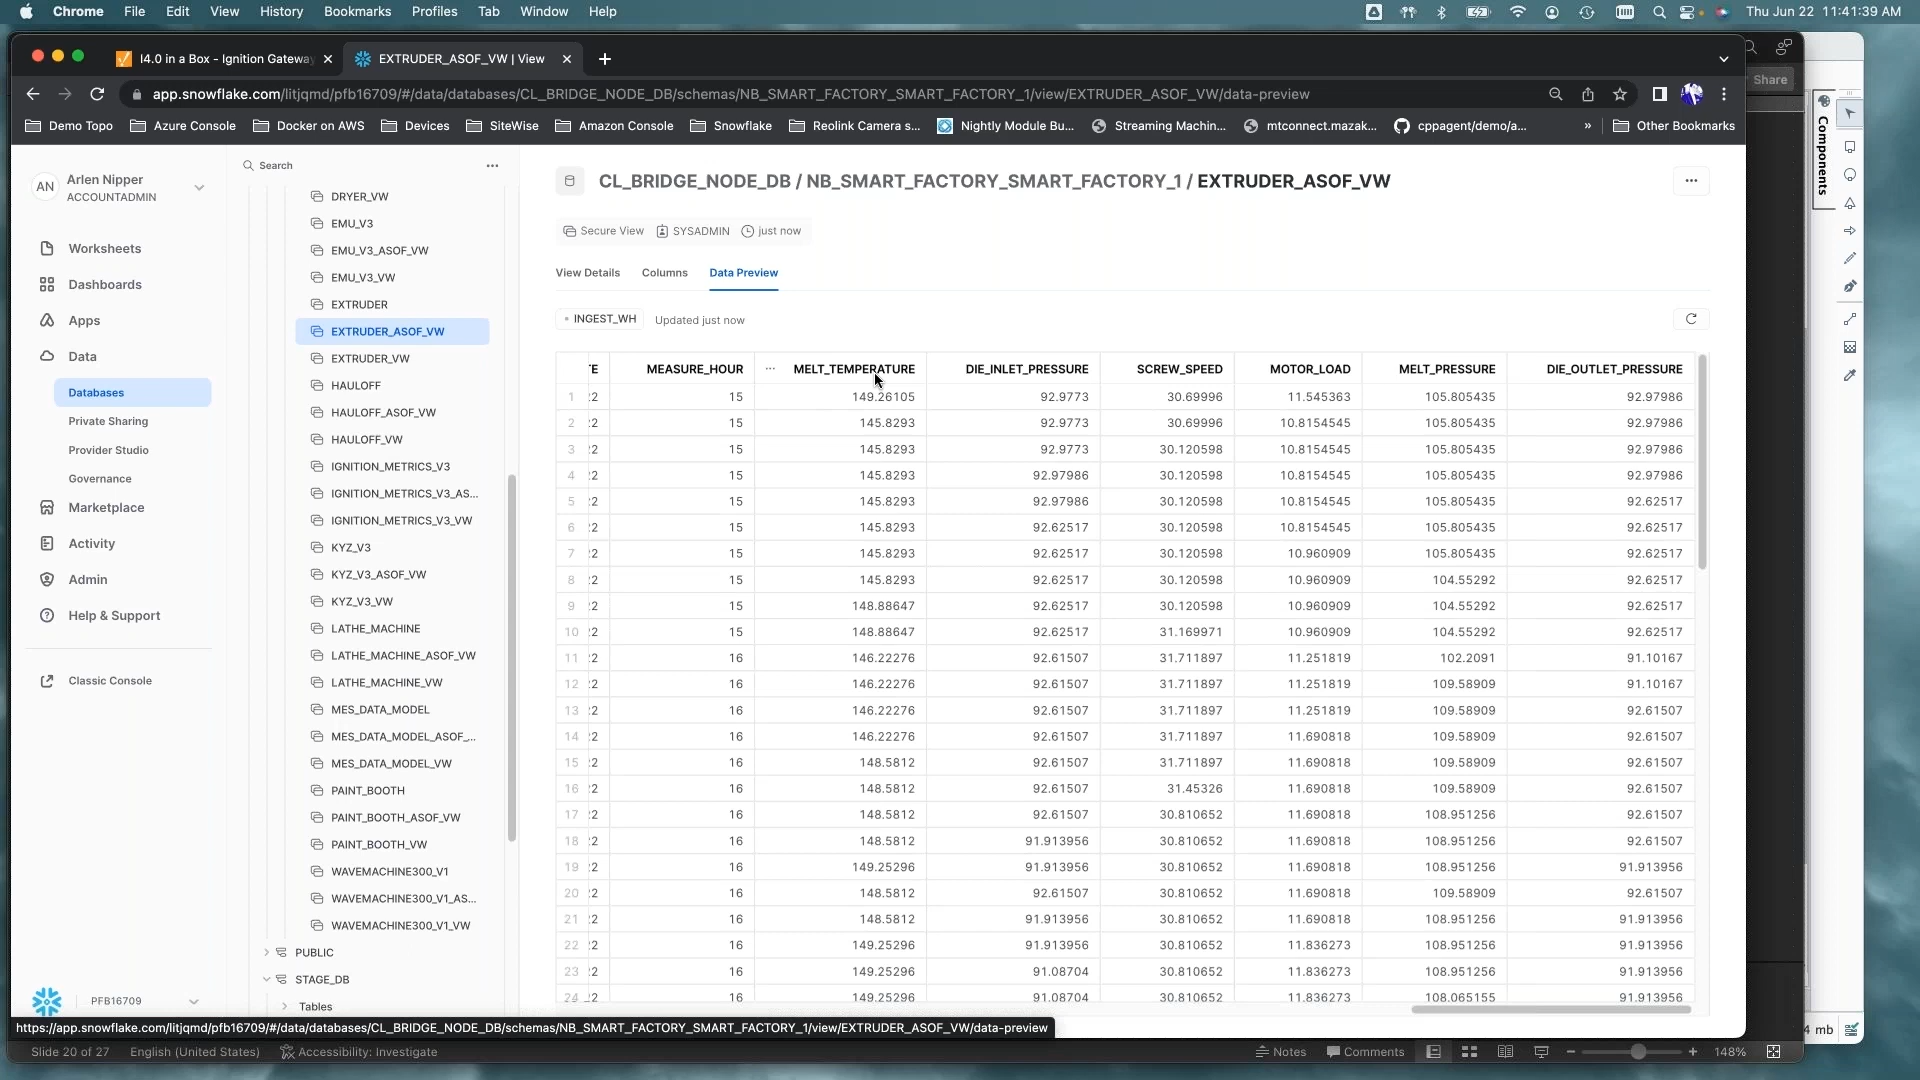 Chrome File Edit View History Bookmarks Profiles Tab Window Help Thu Jun 22 11:41:39 AM
I4.0 in a Box - Ignition Gateway EXTRUDER_ASOF_VW | View
Share
app.snowflake.com/litjqmd/pfb16709/#/data/databases/CL_BRIDGE_NODE_DB/schemas/NB_SMART_FACTORY_SMART_FACTORY_1/view/EXTRUDER_ASOF_VW/data-preview
Demo Topo Azure Console Docker on AWS Devices SiteWise Amazon Console Snowflake Reolink Camera s... Nightly Module Bu... Streaming Machin... mtconnect.mazak... cppagent/demo/a... » Other Bookmarks
Components
AN Arlen Nipper
ACCOUNTADMIN
Worksheets
Dashboards
Apps
Data
Databases
Private Sharing
Provider Studio
Governance
Marketplace
Activity
Admin
Help & Support
Classic Console
PFB16709
Search ...
DRYER_VW
EMU_V3
EMU_V3_ASOF_VW
EMU_V3_VW
EXTRUDER
EXTRUDER_ASOF_VW
EXTRUDER_VW
HAULOFF
HAULOFF_ASOF_VW
HAULOFF_VW
IGNITION_METRICS_V3
IGNITION_METRICS_V3_AS...
IGNITION_METRICS_V3_VW
KYZ_V3
KYZ_V3_ASOF_VW
KYZ_V3_VW
LATHE_MACHINE
LATHE_MACHINE_ASOF_VW
LATHE_MACHINE_VW
MES_DATA_MODEL
MES_DATA_MODEL_ASOF_...
MES_DATA_MODEL_VW
PAINT_BOOTH
PAINT_BOOTH_ASOF_VW
PAINT_BOOTH_VW
WAVEMACHINE300_V1
WAVEMACHINE300_V1_AS...
WAVEMACHINE300_V1_VW
PUBLIC
STAGE_DB
Tables
CL_BRIDGE_NODE_DB / NB_SMART_FACTORY_SMART_FACTORY_1 / EXTRUDER_ASOF_VW
Secure View SYSADMIN just now
View Details Columns Data Preview
INGEST_WH Updated just now
E MEASURE_HOUR ... MELT_TEMPERATURE DIE_INLET_PRESSURE SCREW_SPEED MOTOR_LOAD MELT_PRESSURE DIE_OUTLET_PRESSURE
1 22 15 149.26105 92.9773 30.69996 11.545363 105.805435 92.97986
2 22 15 145.8293 92.9773 30.69996 10.8154545 105.805435 92.97986
3 22 15 145.8293 92.9773 30.120598 10.8154545 105.805435 92.97986
4 22 15 145.8293 92.97986 30.120598 10.8154545 105.805435 92.97986
5 22 15 145.8293 92.97986 30.120598 10.8154545 105.805435 92.62517
6 22 15 145.8293 92.62517 30.120598 10.8154545 105.805435 92.62517
7 22 15 145.8293 92.62517 30.120598 10.960909 105.805435 92.62517
8 22 15 145.8293 92.62517 30.120598 10.960909 104.55292 92.62517
9 22 15 148.88647 92.62517 30.120598 10.960909 104.55292 92.62517
10 22 15 148.88647 92.62517 31.169971 10.960909 104.55292 92.62517
11 22 16 146.22276 92.61507 31.711897 11.251819 102.2091 91.10167
12 22 16 146.22276 92.61507 31.711897 11.251819 109.58909 91.10167
13 22 16 146.22276 92.61507 31.711897 11.251819 109.58909 92.61507
14 22 16 146.22276 92.61507 31.711897 11.690818 109.58909 92.61507
15 22 16 148.5812 92.61507 31.711897 11.690818 109.58909 92.61507
16 22 16 148.5812 92.61507 31.45326 11.690818 109.58909 92.61507
17 22 16 148.5812 92.61507 30.810652 11.690818 108.951256 92.61507
18 22 16 148.5812 91.913956 30.810652 11.690818 108.951256 92.61507
19 22 16 149.25296 91.913956 30.810652 11.690818 108.951256 91.913956
20 22 16 148.5812 92.61507 30.810652 11.690818 109.58909 92.61507
21 22 16 148.5812 91.913956 30.810652 11.690818 108.951256 91.913956
22 22 16 149.25296 91.913956 30.810652 11.836273 108.951256 91.913956
23 22 16 149.25296 91.08704 30.810652 11.836273 108.951256 91.913956
24 22 16 149.25296 91.08704 30.810652 11.836273 108.065155 91.913956
https://app.snowflake.com/litjqmd/pfb16709/#/data/databases/CL_BRIDGE_NODE_DB/schemas/NB_SMART_FACTORY_SMART_FACTORY_1/view/EXTRUDER_ASOF_VW/data-preview
4 mb
Slide 20 of 27 English (United States) Accessibility: Investigate Notes Comments 148%